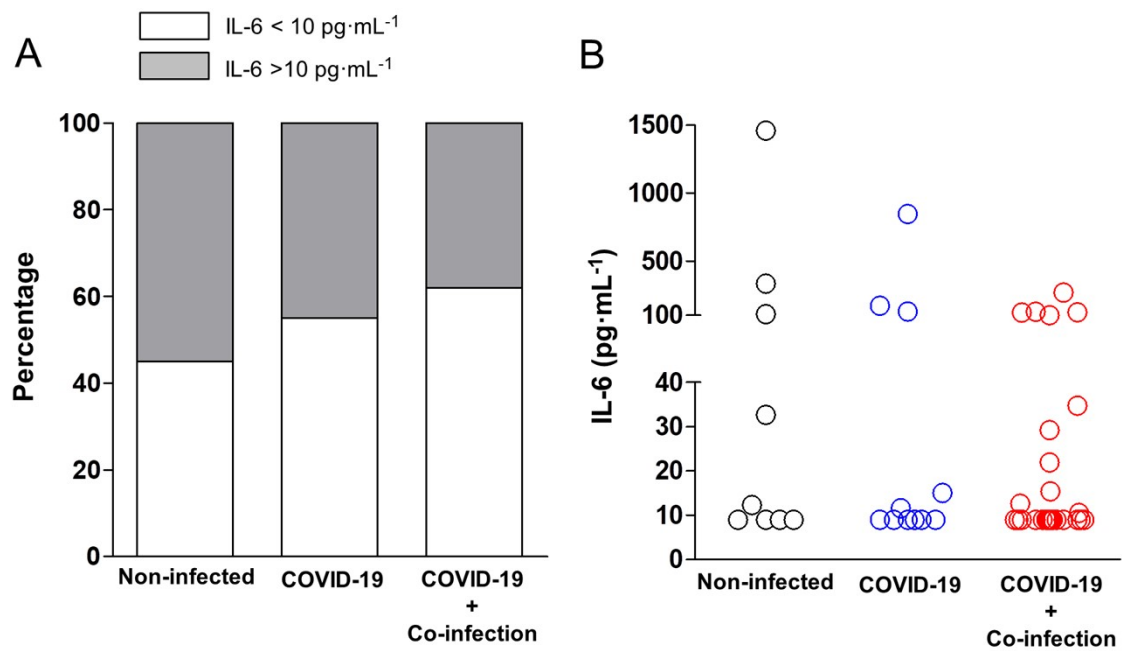 A
IL-6 < 10 pg·mL⁻¹
IL-6 >10 pg·mL⁻¹
Percentage
100
80
60
40
20
0
Non-infected
COVID-19
COVID-19
+
Co-infection
B
IL-6 (pg·mL⁻¹)
1500
1000
500
100
40
30
20
10
0
Non-infected
COVID-19
COVID-19
+
Co-infection